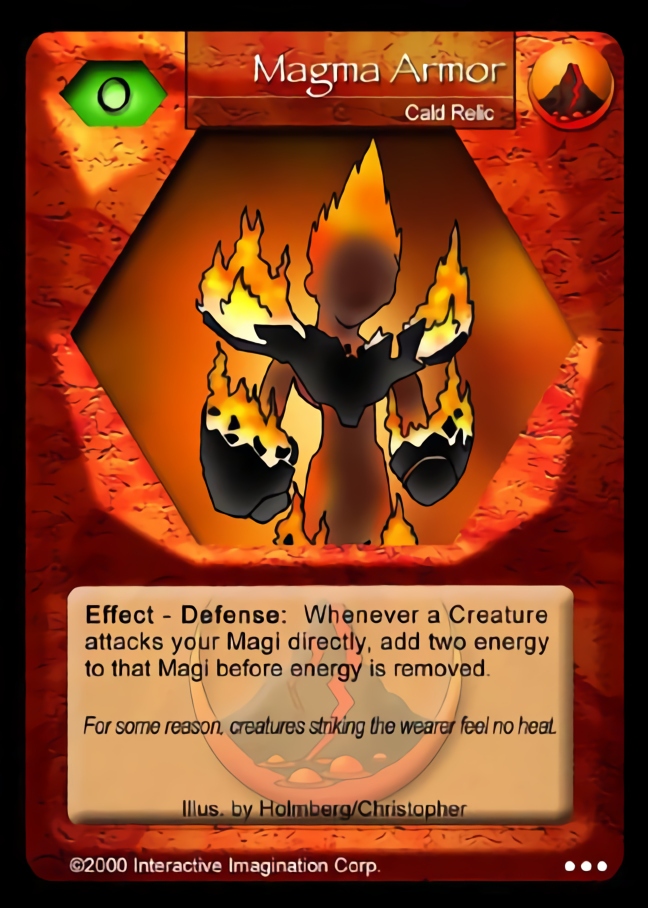 0
Magma Armor
Cald Relic
Effect - Defense: Whenever a Creature
attacks your Magi directly, add two energy
to that Magi before energy is removed.
For some reason, creatures striking the wearer feel no heat.
Illus. by Holmberg/Christopher
©2000 Interactive Imagination Corp.